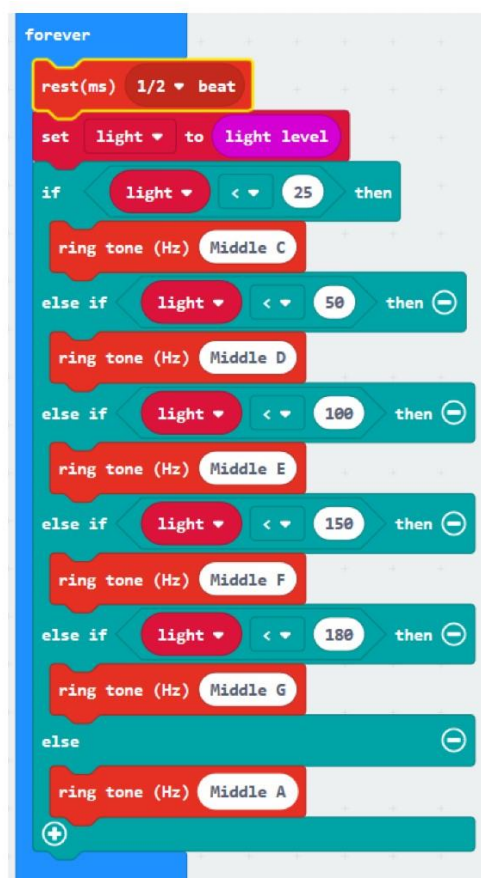 forever
rest(ms) 1/2 beat
set light to light level
if light < 25 then
ring tone (Hz) Middle C
else if light < 50 then
ring tone (Hz) Middle D
else if light < 100 then
ring tone (Hz) Middle E
else if light < 150 then
ring tone (Hz) Middle F
else if light < 180 then
ring tone (Hz) Middle G
else
ring tone (Hz) Middle A